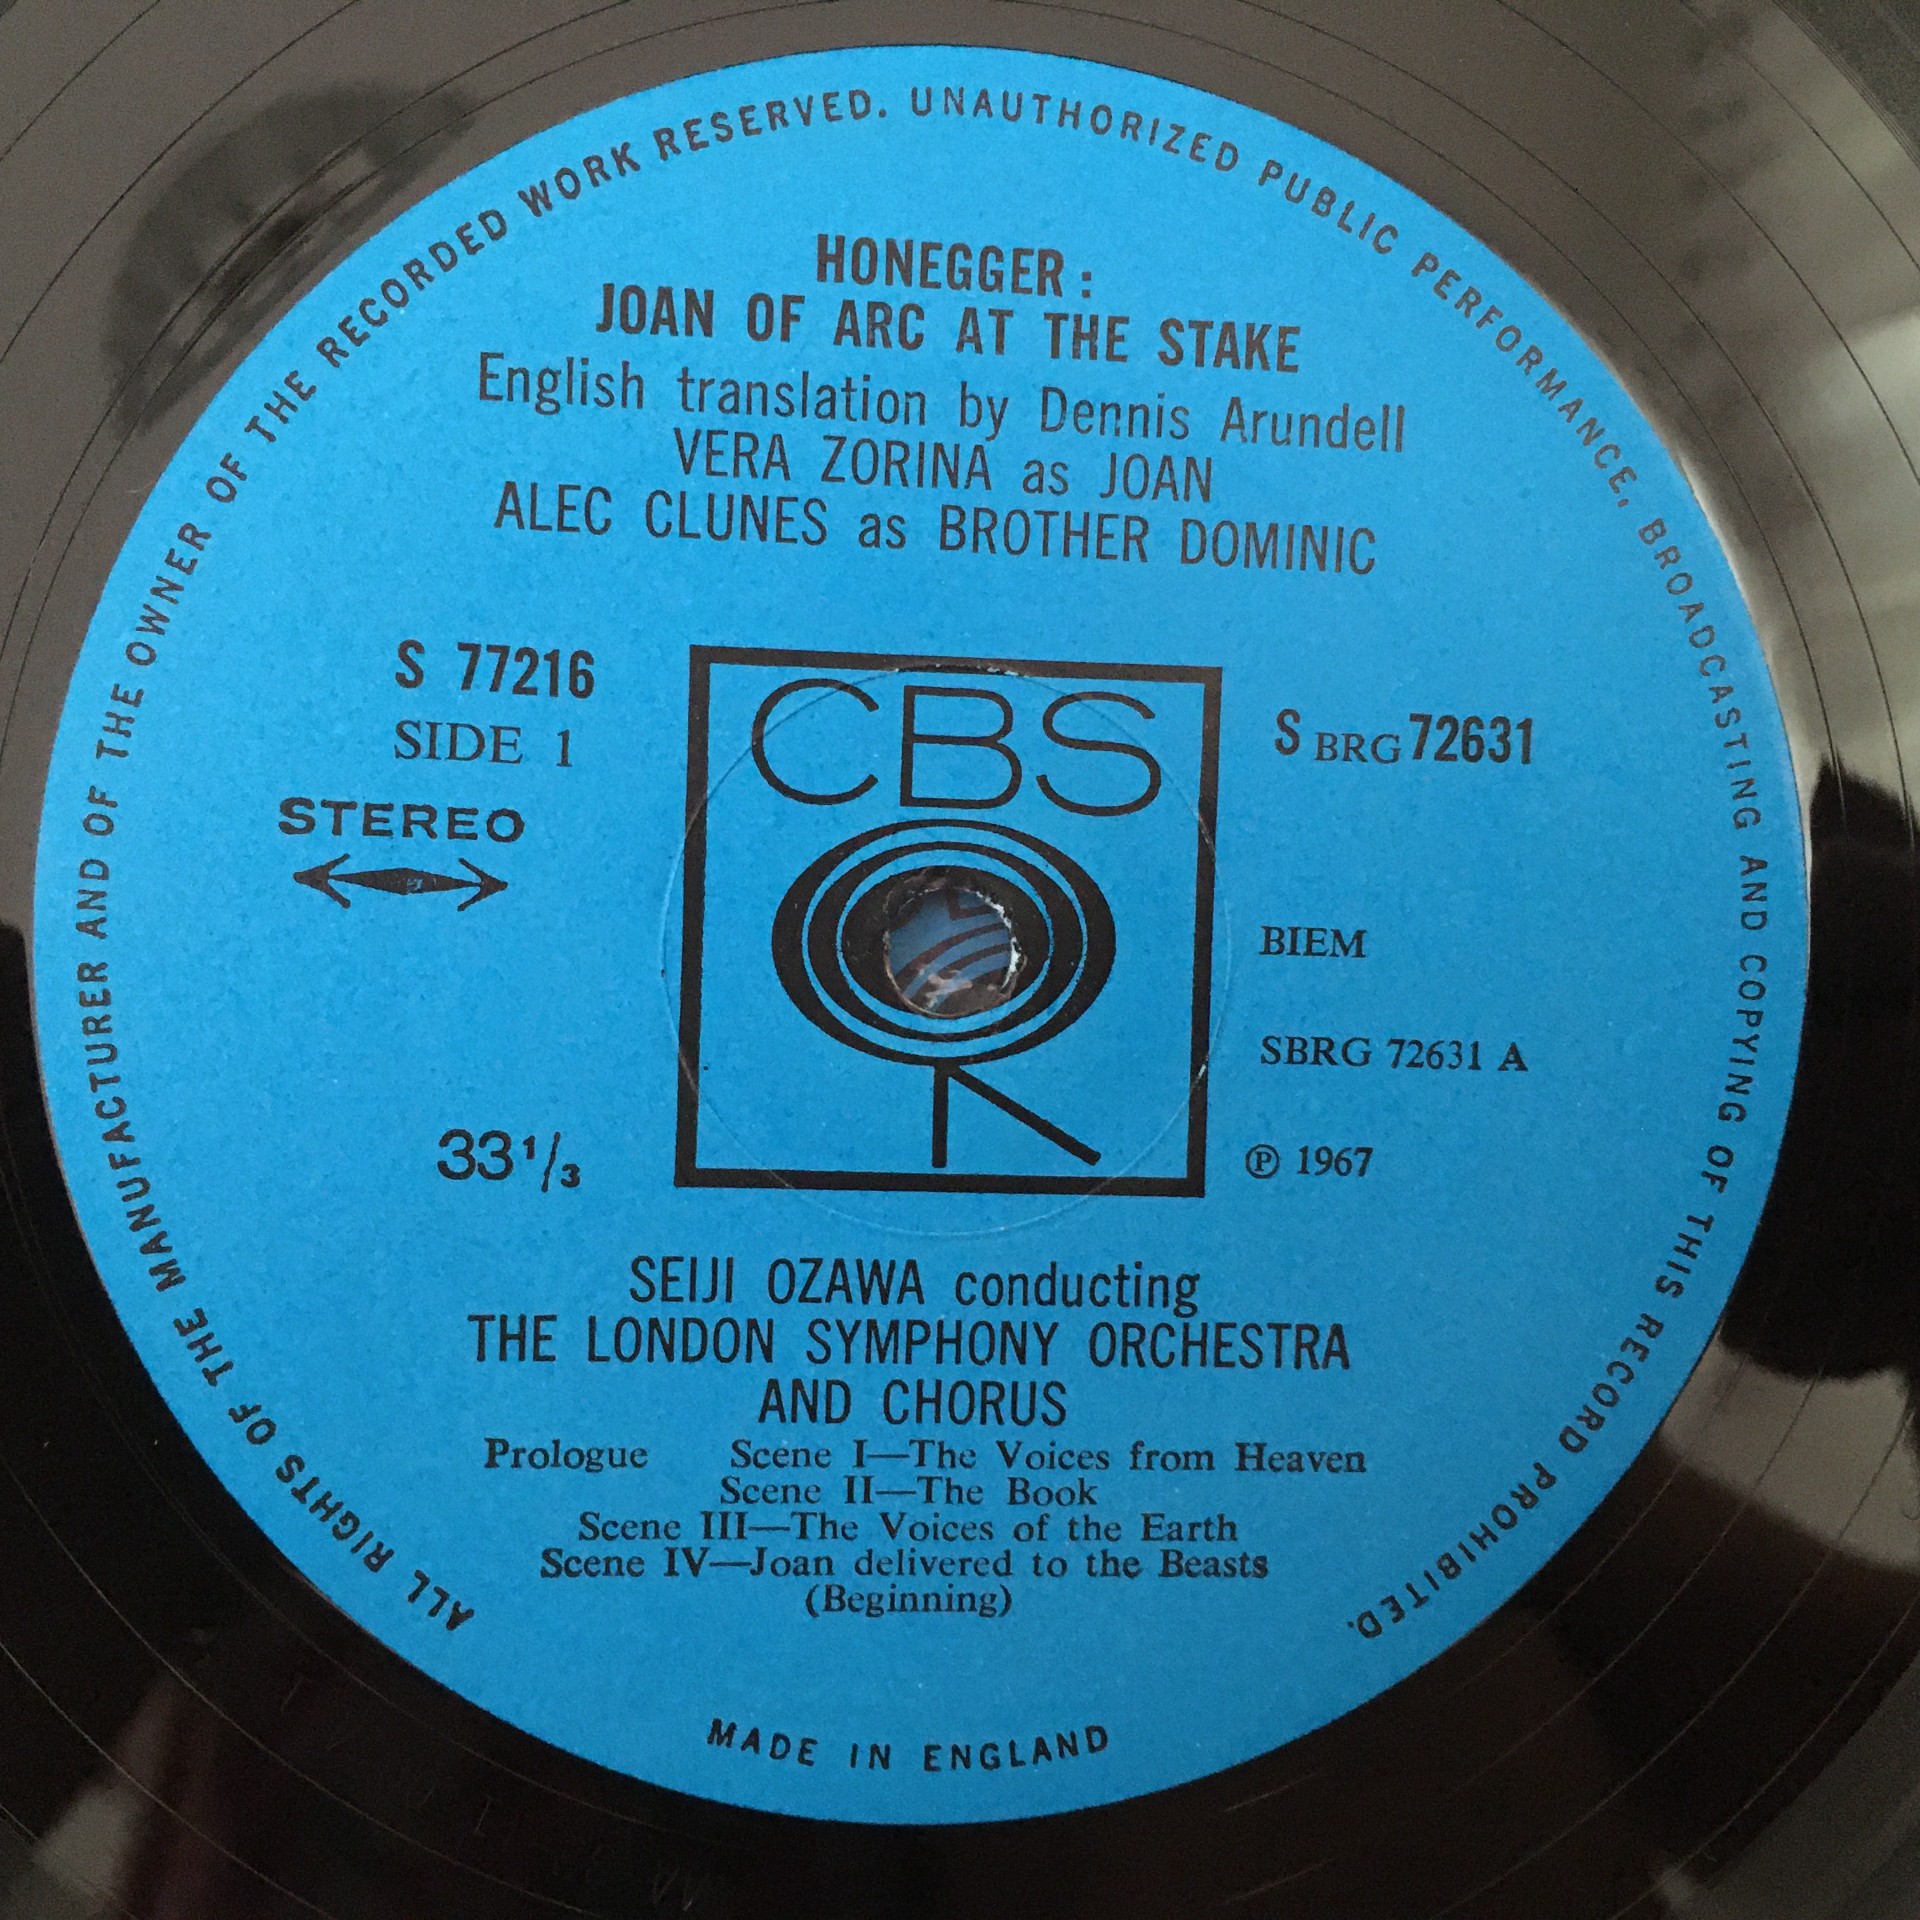 ALL RIGHTS OF THE MANUFACTURER AND OF THE OWNER OF THE RECORDED WORK RESERVED. UNAUTHORIZED PUBLIC PERFORMANCE, BROADCASTING AND COPYING OF THIS RECORD PROHIBITED.
HONEGGER :
JOAN OF ARC AT THE STAKE
English translation by Dennis Arundell
VERA ZORINA as JOAN
ALEC CLUNES as BROTHER DOMINIC
S 77216
SIDE 1
STEREO
33 1/3
CBS
S BRG 72631
BIEM
SBRG 72631 A
℗ 1967
SEIJI OZAWA conducting
THE LONDON SYMPHONY ORCHESTRA
AND CHORUS
Prologue Scene I—The Voices from Heaven
Scene II—The Book
Scene III—The Voices of the Earth
Scene IV—Joan delivered to the Beasts
(Beginning)
MADE IN ENGLAND